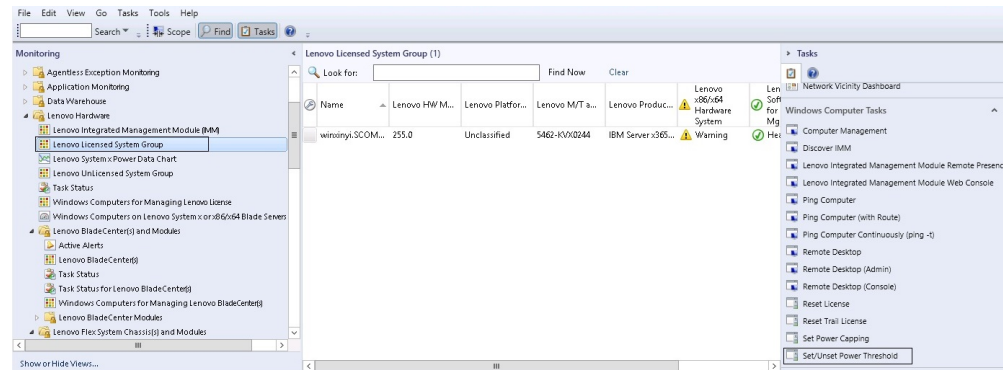 File Edit View Go Tasks Tools Help
Search Scope Find Tasks
Monitoring
Agentless Exception Monitoring
Application Monitoring
Data Warehouse
Lenovo Hardware
Lenovo Integrated Management Module (IMM)
Lenovo Licensed System Group
Lenovo System x Power Data Chart
Lenovo UnLicensed System Group
Task Status
Windows Computers for Managing Lenovo License
Windows Computers on Lenovo System x or x86/x64 Blade Servers
Lenovo BladeCenter(s) and Modules
Active Alerts
Lenovo BladeCenter(s)
Task Status
Task Status for Lenovo BladeCenter(s)
Windows Computers for Managing Lenovo BladeCenter(s)
Lenovo BladeCenter Modules
Lenovo Flex System Chassis(s) and Modules
Show or Hide Views...
Lenovo Licensed System Group (1)
Look for: Find Now Clear
Name Lenovo HW M... Lenovo Platfor... Lenovo M/T a... Lenovo Produc... Lenovo x86/x64 Hardware System Len Soft for Mg
winxinyi.SCOM... 255.0 Unclassified 5462-KVX0244 IBM Server x365... Warning Hea
Tasks
Network Vicinity Dashboard
Windows Computer Tasks
Computer Management
Discover IMM
Lenovo Integrated Management Module Remote Presenc
Lenovo Integrated Management Module Web Console
Ping Computer
Ping Computer (with Route)
Ping Computer Continuously (ping -t)
Remote Desktop
Remote Desktop (Admin)
Remote Desktop (Console)
Reset License
Reset Trail License
Set Power Capping
Set/Unset Power Threshold